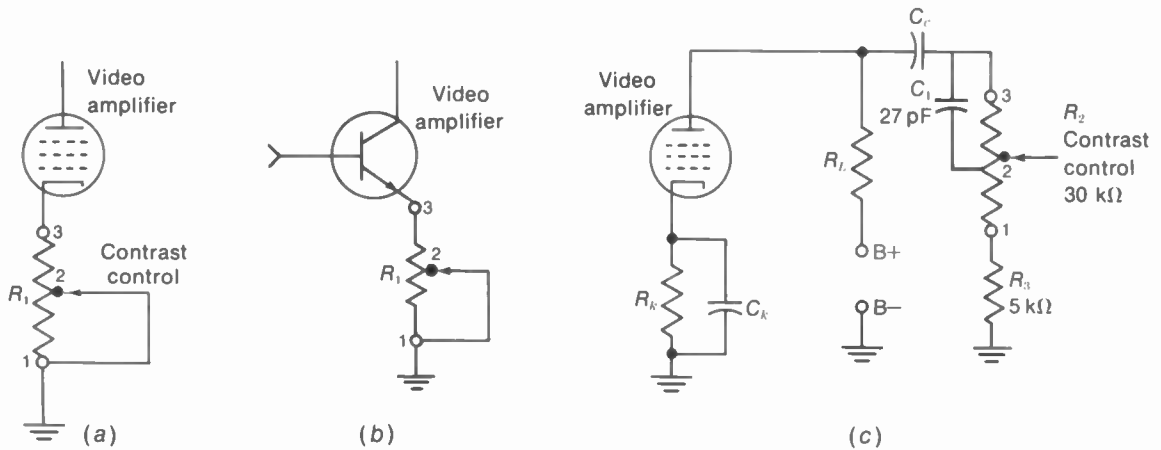 Video
amplifier
3
2
Contrast
control
R1
1
(a)
Video
amplifier
3
2
R1
1
(b)
Video
amplifier
Cc
C1
27 pF
3
R2
Contrast
control
30 kΩ
2
1
RL
B+
B−
Rk
Ck
R3
5 kΩ
(c)